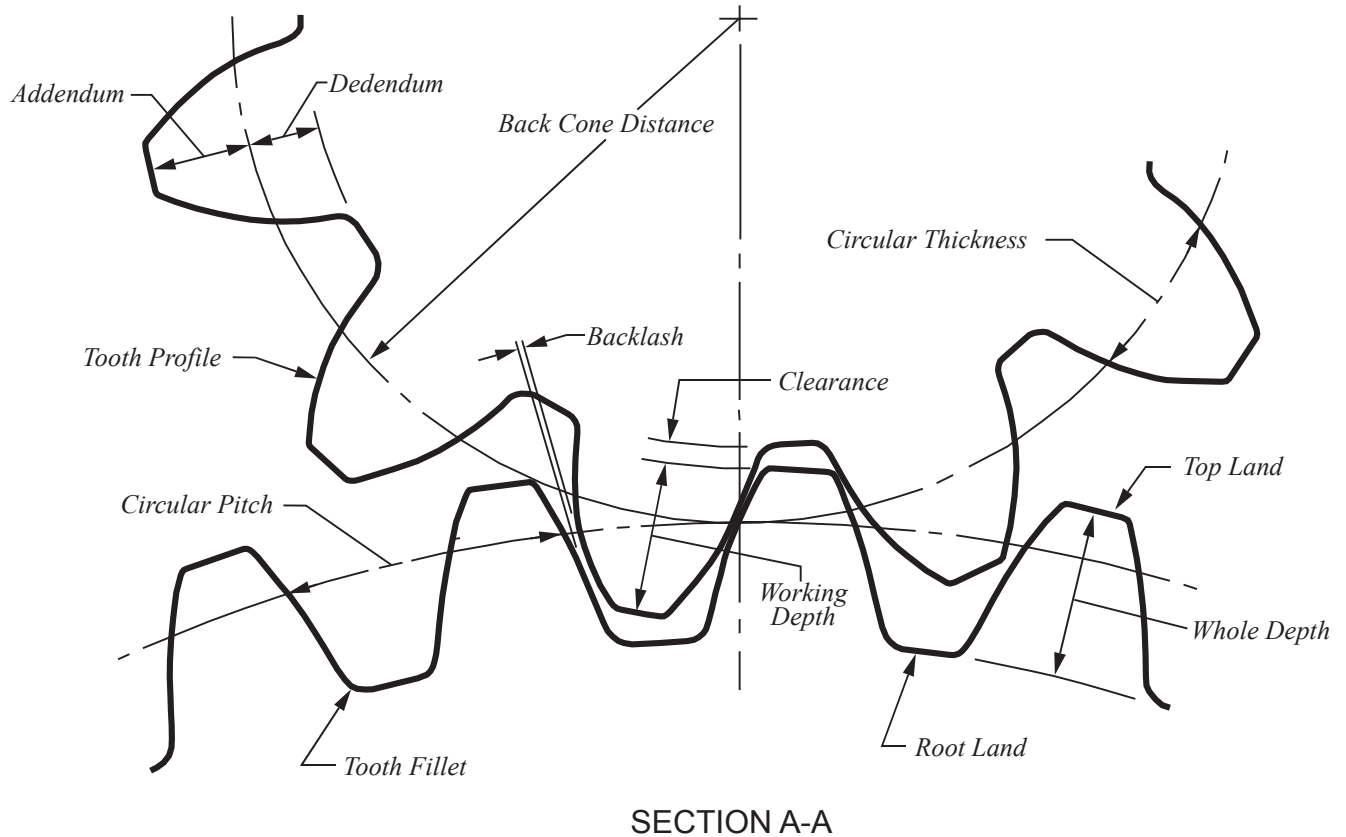 Dedendum
Addendum
Back Cone Distance
Circular Thickness
Backlash
Tooth Profile
Clearance
Top Land
Circular Pitch
Working
Depth
Whole Depth
Root Land
Tooth Fillet
SECTION A-A